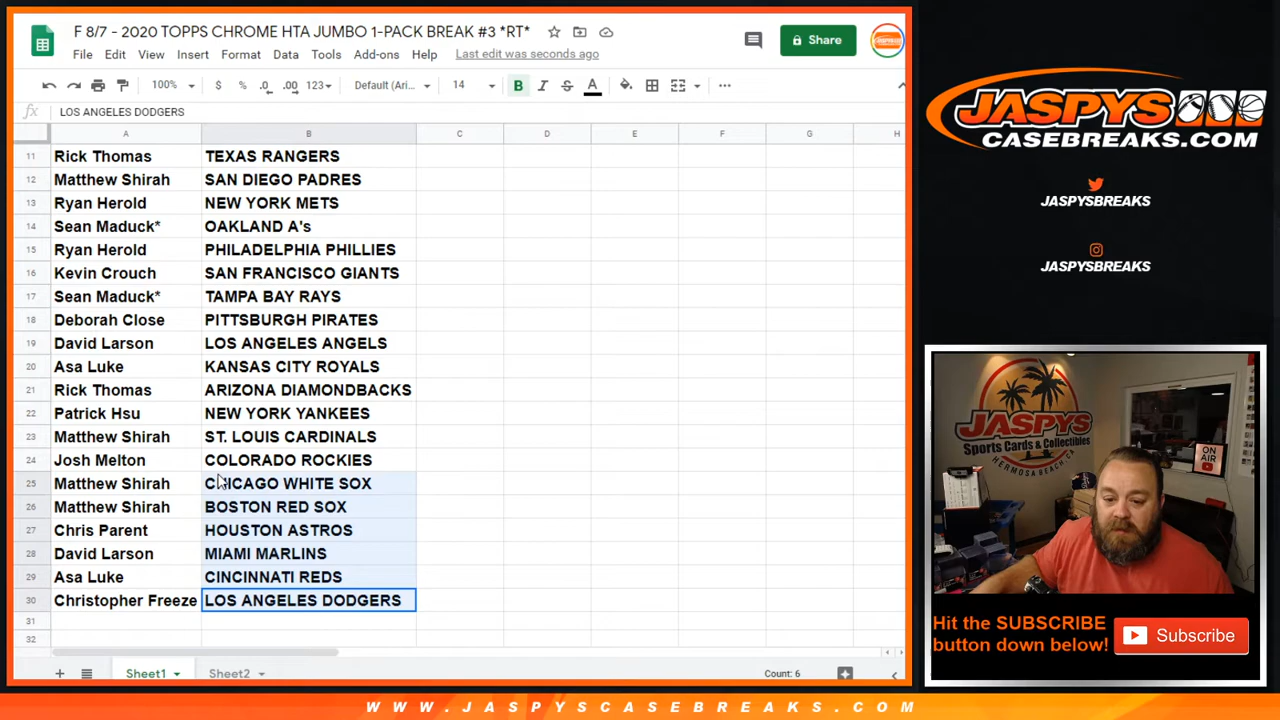 F 8/7 - 2020 TOPPS CHROME HTA JUMBO 1-PACK BREAK #3 *RT*
File Edit View Insert Format Data Tools Add-ons Help Last edit was seconds ago
Share
100% $ % .0 .00 123 Default (Ari... 14 B I S A
fx LOS ANGELES DODGERS
A B C D E F G H
11 Rick Thomas TEXAS RANGERS
12 Matthew Shirah SAN DIEGO PADRES
13 Ryan Herold NEW YORK METS
14 Sean Maduck* OAKLAND A's
15 Ryan Herold PHILADELPHIA PHILLIES
16 Kevin Crouch SAN FRANCISCO GIANTS
17 Sean Maduck* TAMPA BAY RAYS
18 Deborah Close PITTSBURGH PIRATES
19 David Larson LOS ANGELES ANGELS
20 Asa Luke KANSAS CITY ROYALS
21 Rick Thomas ARIZONA DIAMONDBACKS
22 Patrick Hsu NEW YORK YANKEES
23 Matthew Shirah ST. LOUIS CARDINALS
24 Josh Melton COLORADO ROCKIES
25 Matthew Shirah CHICAGO WHITE SOX
26 Matthew Shirah BOSTON RED SOX
27 Chris Parent HOUSTON ASTROS
28 David Larson MIAMI MARLINS
29 Asa Luke CINCINNATI REDS
30 Christopher Freeze LOS ANGELES DODGERS
31
32
Sheet1 Sheet2 Count: 6
JASPYS
CASEBREAKS.COM
JASPYSBREAKS
JASPYSBREAKS
JASPYS
Sports Cards & Collectibles
HERMOSA BEACH, CA
ON AIR
Hit the SUBSCRIBE
button down below!
Subscribe
WWW.JASPYSCASEBREAKS.COM